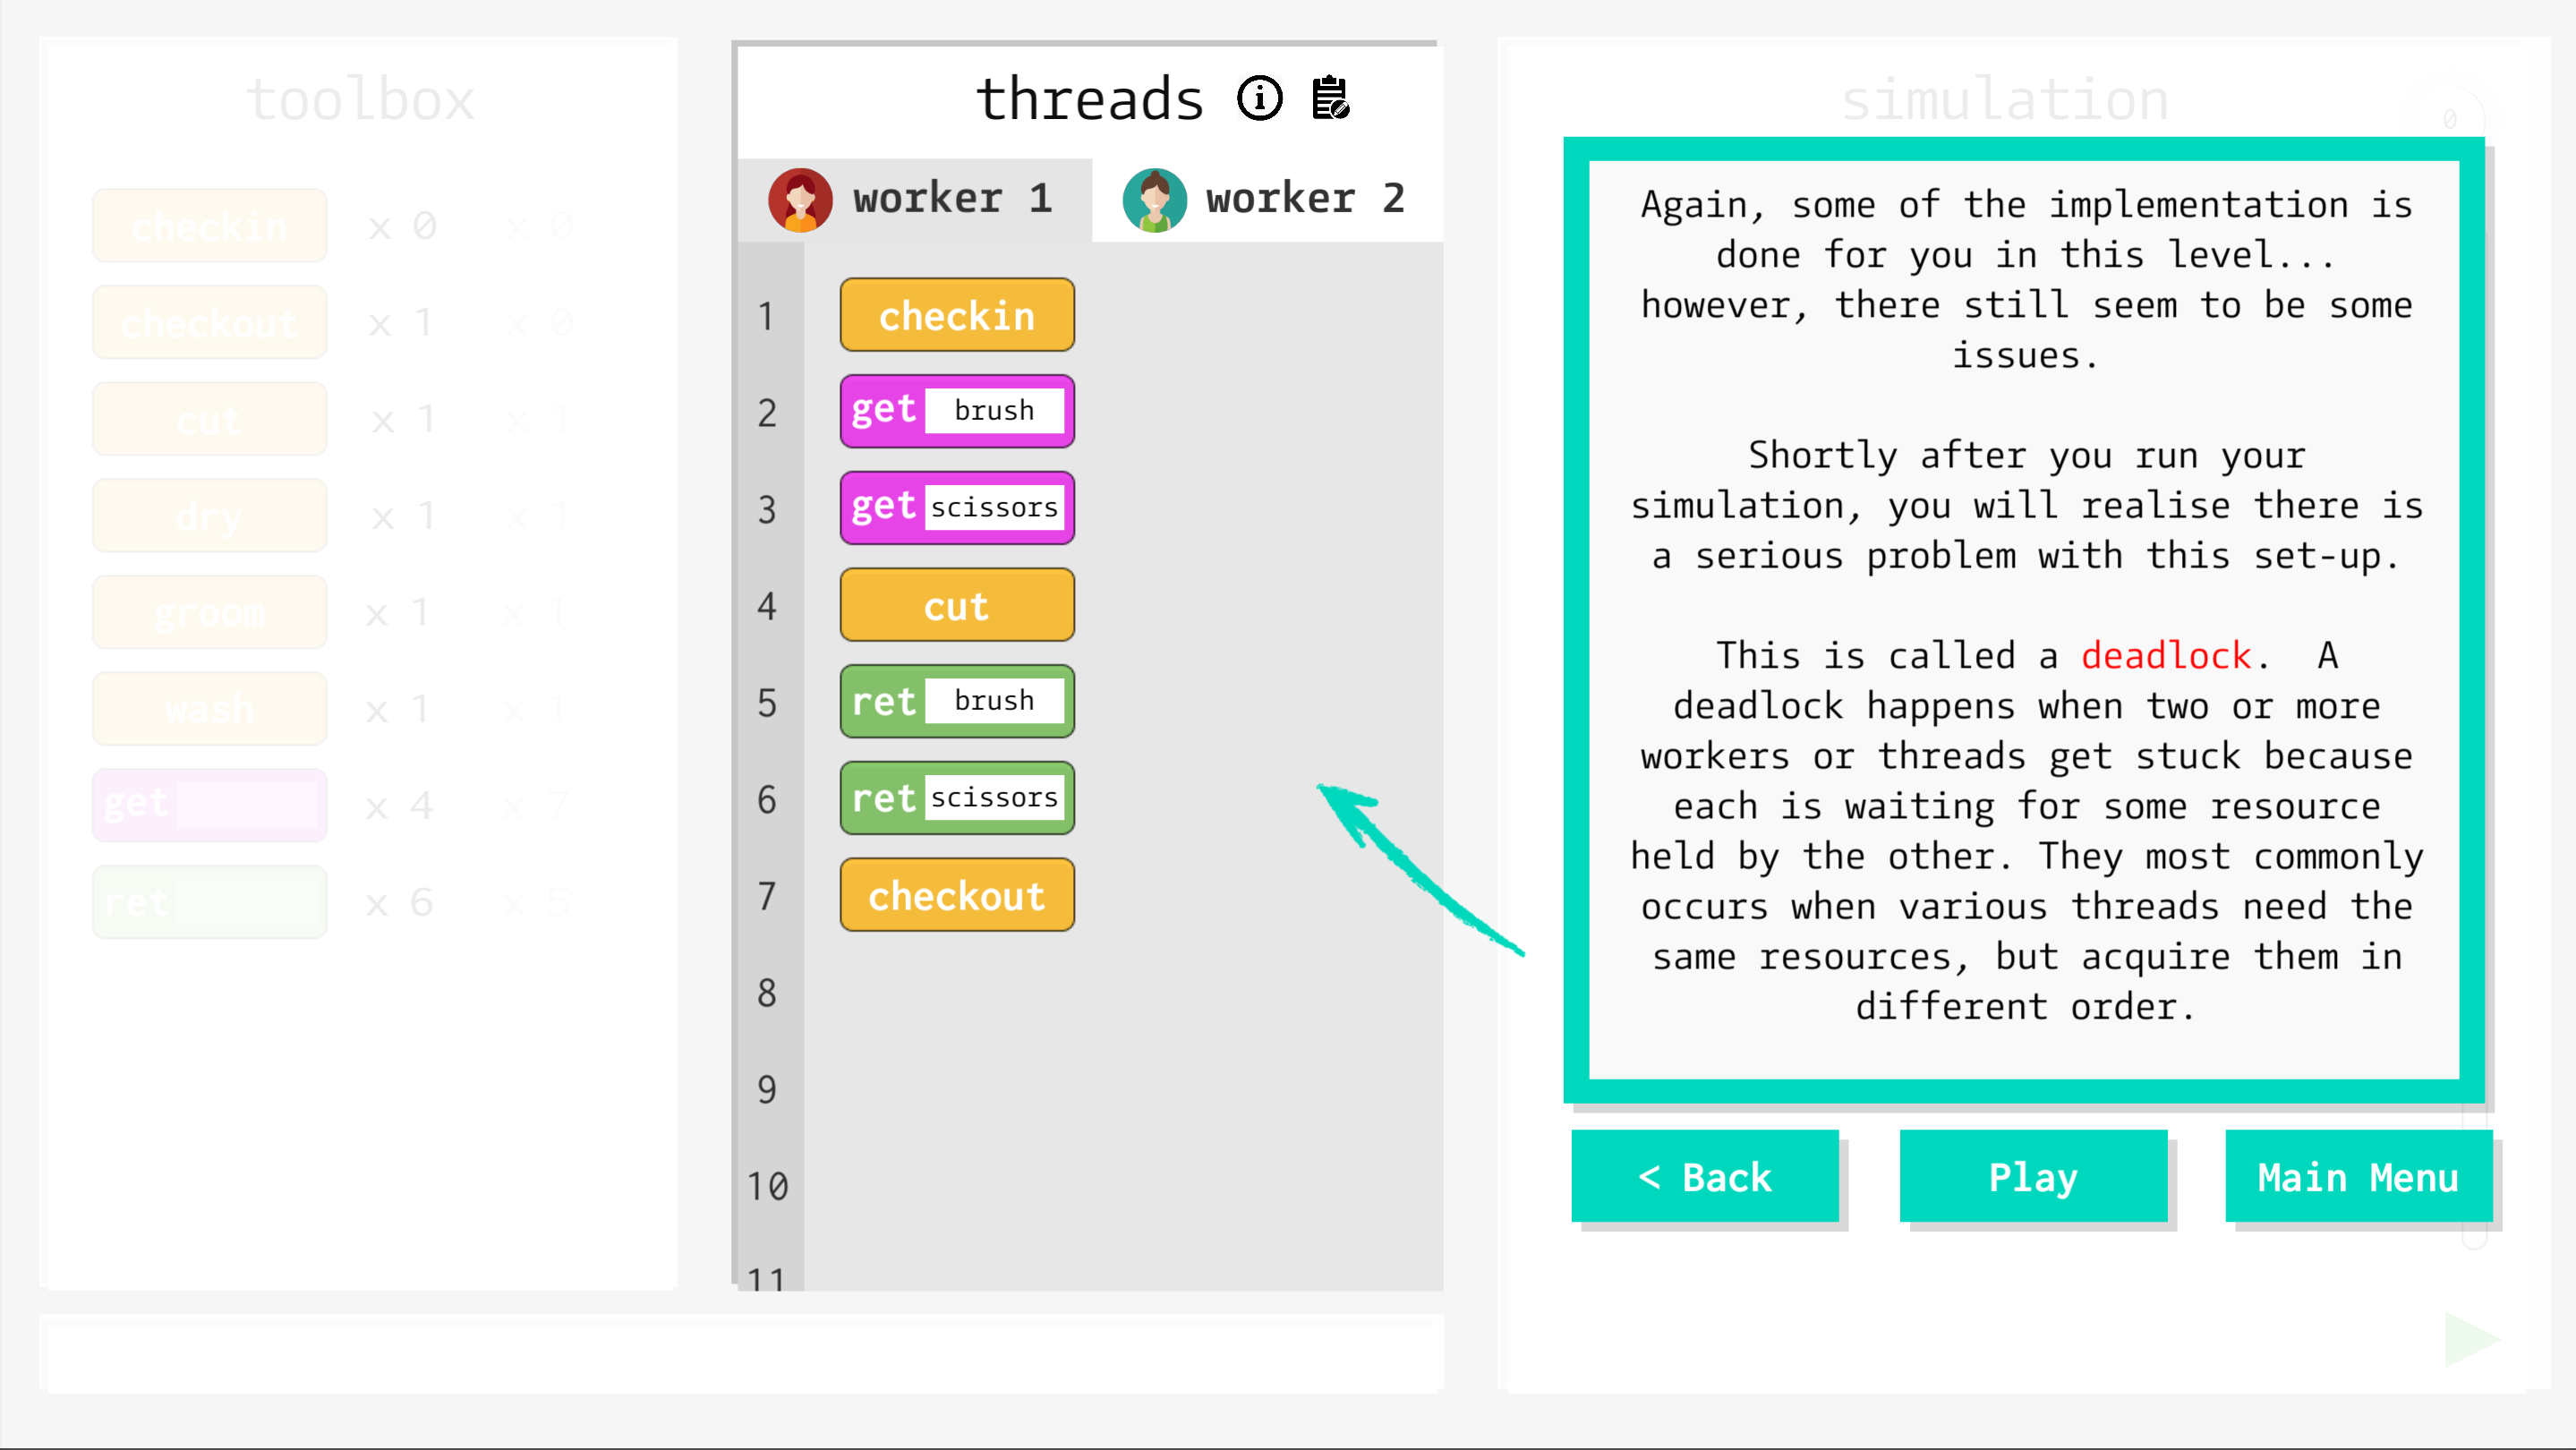 toolbox
checkin x 0 x 0
checkout x 1 x 0
cut x 1 x 1
dry x 1 x 1
groom x 1 x 1
wash x 1 x 1
get x 4 x 7
ret x 6 x 5
threads
worker 1
worker 2
1 checkin
2 get brush
3 get scissors
4 cut
5 ret brush
6 ret scissors
7 checkout
8
9
10
11
simulation
0
Again, some of the implementation is
done for you in this level...
however, there still seem to be some
issues.
Shortly after you run your
simulation, you will realise there is
a serious problem with this set-up.
This is called a deadlock. A
deadlock happens when two or more
workers or threads get stuck because
each is waiting for some resource
held by the other. They most commonly
occurs when various threads need the
same resources, but acquire them in
different order.
< Back
Play
Main Menu